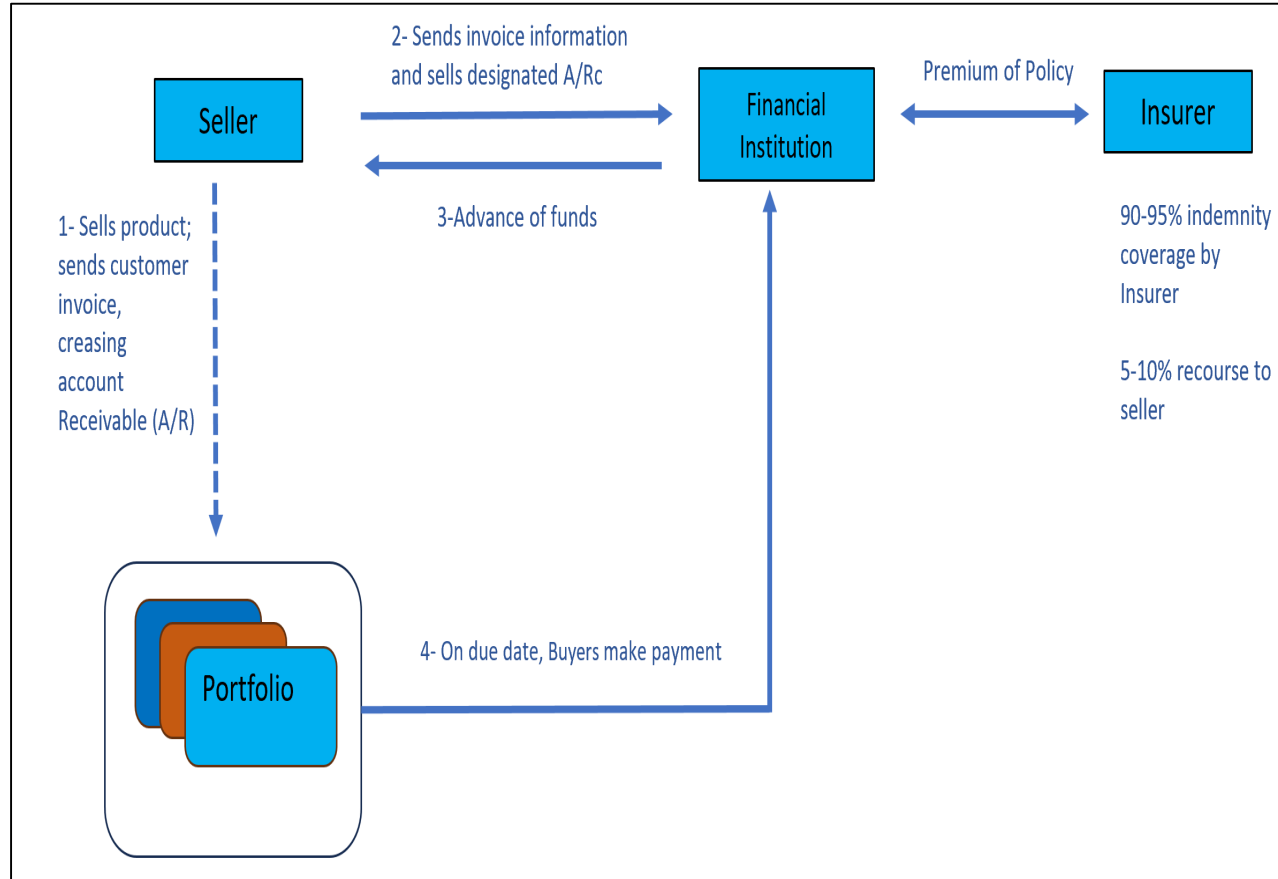 2- Sends invoice information
and sells designated A/Rc
Seller
Financial
Institution
Premium of Policy
Insurer
3-Advance of funds
1- Sells product;
sends customer
invoice,
creasing
account
Receivable (A/R)
90-95% indemnity
coverage by
Insurer
5-10% recourse to
seller
4- On due date, Buyers make payment
Portfolio